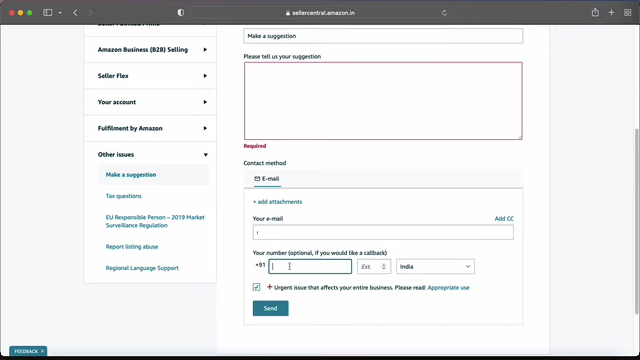 sellercentral.amazon.in
Make a suggestion
Amazon Business (B2B) Selling
Please tell us your suggestion
Seller Flex
Your account
Fulfilment by Amazon
Required
Other issues
Contact method
Make a suggestion
E-mail
Tax questions
+ add attachments
EU Responsible Person – 2019 Market
Surveillance Regulation
Your e-mail
Add CC
Report listing abuse
Your number (optional, if you would like a callback)
Regional Language Support
+91
Ext.
India
+ Urgent issue that affects your entire business. Please read: Appropriate use
Send
FEEDBACK ×